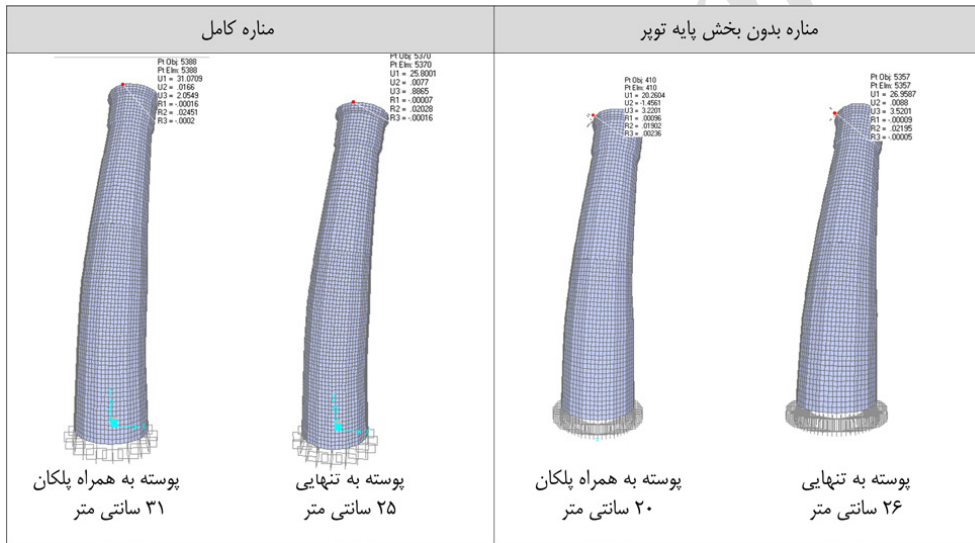 مناره بدون بخش پایه توپر
مناره کامل
Pt Obj: 5388
Pt Elm: 5388
U1 = 31.0709
U2 = .0166
U3 = 2.0549
R1 = -.00016
R2 = .02451
R3 = -.0002
Pt Obj: 5370
Pt Elm: 5370
U1 = 25.8001
U2 = .0077
U3 = .8865
R1 = -.00007
R2 = .02028
R3 = -.00016
Pt Obj: 410
Pt Elm: 410
U1 = 20.2604
U2 = -1.4561
U3 = 3.2201
R1 = .00096
R2 = .01902
R3 = .00236
Pt Obj: 5357
Pt Elm: 5357
U1 = 26.9587
U2 = .0088
U3 = 3.5201
R1 = -.00009
R2 = .02195
R3 = -.00005
پوسته به تنهایی
۲۶ سانتی متر
پوسته به همراه پلکان
۲۰ سانتی متر
پوسته به تنهایی
۲۵ سانتی متر
پوسته به همراه پلکان
۳۱ سانتی متر